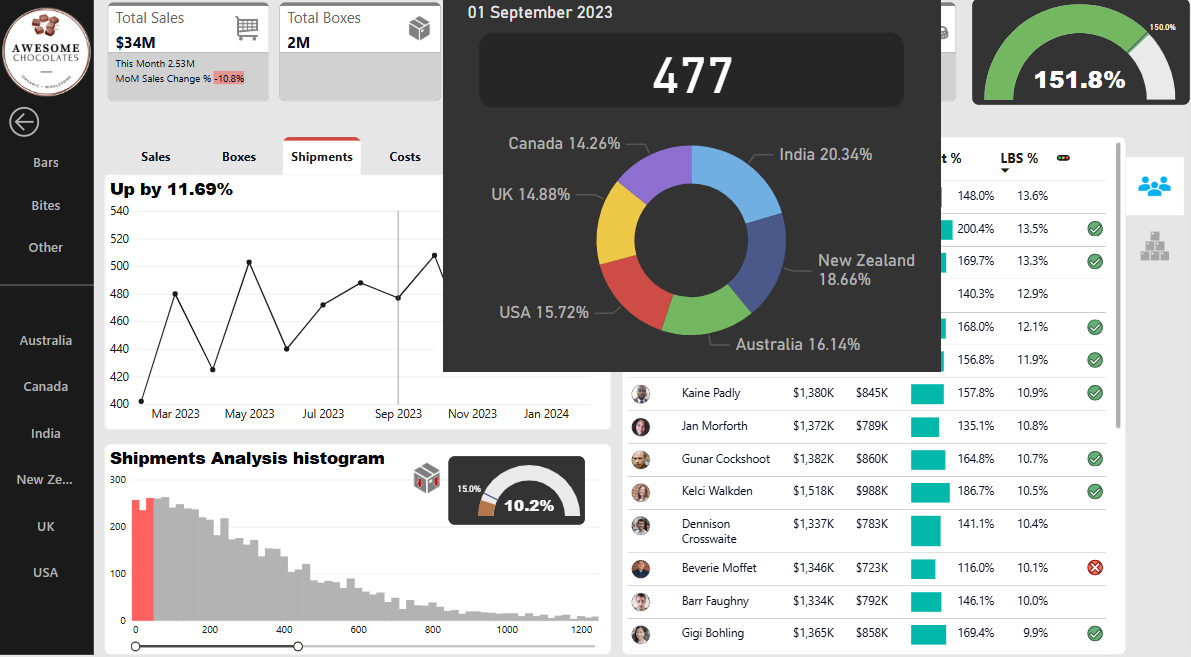 AWESOME
CHOCOLATES
ORGANIC • WHOLESOME
Bars
Bites
Other
Australia
Canada
India
New Ze...
UK
USA
Total Sales
$34M
This Month 2.53M
MoM Sales Change % -10.8%
Total Boxes
2M
01 September 2023
477
Canada 14.26%
India 20.34%
UK 14.88%
New Zealand
18.66%
USA 15.72%
Australia 16.14%
150.0%
151.8%
Sales Boxes Shipments Costs
Up by 11.69%
540
520
500
480
460
440
420
400
Mar 2023 May 2023 Jul 2023 Sep 2023 Nov 2023 Jan 2024
Shipments Analysis histogram
15.0%
10.2%
300
200
100
0
0 200 400 600 800 1000 1200
t % LBS %
148.0% 13.6%
200.4% 13.5%
169.7% 13.3%
140.3% 12.9%
168.0% 12.1%
156.8% 11.9%
Kaine Padly $1,380K $845K 157.8% 10.9%
Jan Morforth $1,372K $789K 135.1% 10.8%
Gunar Cockshoot $1,382K $860K 164.8% 10.7%
Kelci Walkden $1,518K $988K 186.7% 10.5%
Dennison $1,337K $783K 141.1% 10.4%
Crosswaite
Beverie Moffet $1,346K $723K 116.0% 10.1%
Barr Faughny $1,334K $792K 146.1% 10.0%
Gigi Bohling $1,365K $858K 169.4% 9.9%